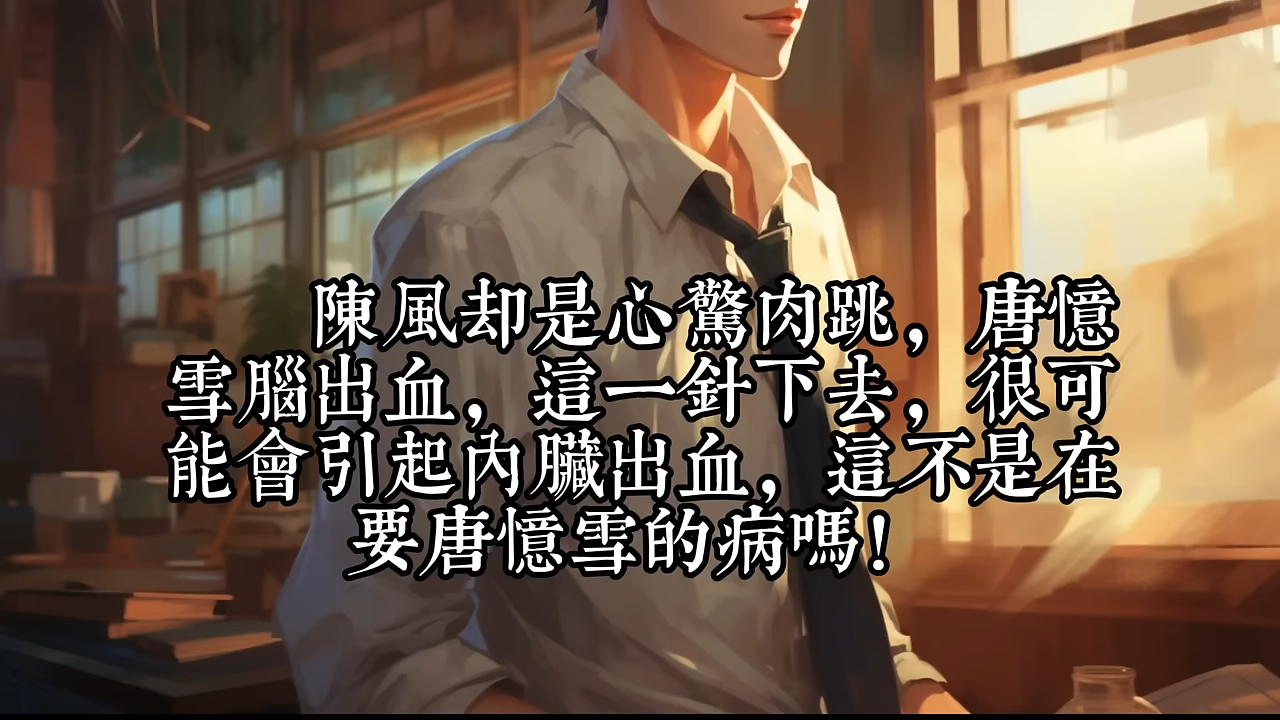 陳風却是心驚肉跳，唐憶
雪腦出血，這一針下去，很可
能會引起內臟出血，這不是在
要唐憶雪的病嗎！